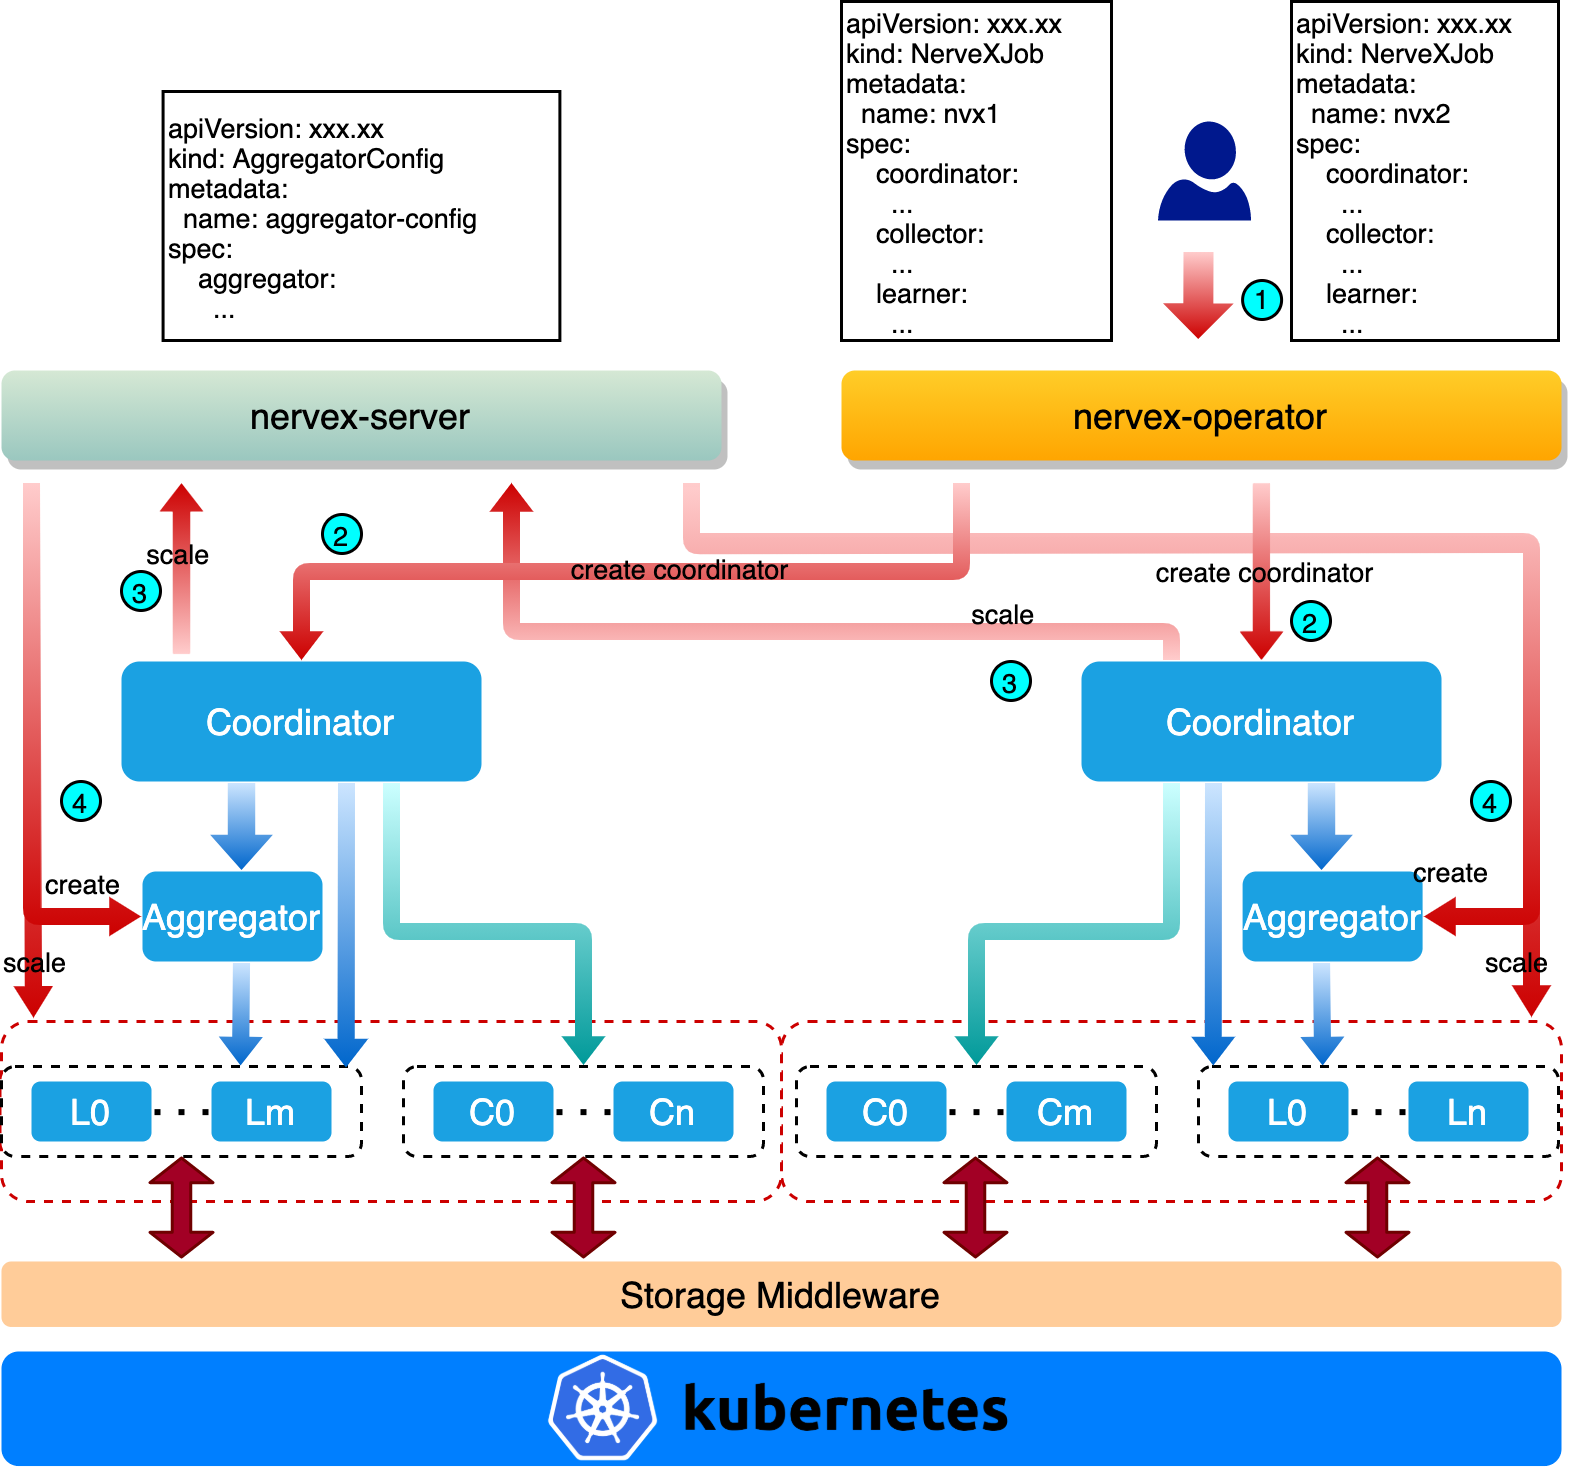 apiVersion: xxx.xx
kind: AggregatorConfig
metadata:
name: aggregator-config
spec:
aggregator:
...
apiVersion: xxx.xx
kind: NerveXJob
metadata:
name: nvx1
spec:
coordinator:
...
collector:
...
learner:
...
1
apiVersion: xxx.xx
kind: NerveXJob
metadata:
name: nvx2
spec:
coordinator:
...
collector:
...
learner:
...
nervex-server
nervex-operator
2
scale
3
create coordinator
create coordinator
2
scale
3
Coordinator
Coordinator
4
4
create
Aggregator
scale
create
Aggregator
scale
L0 ... Lm
C0 ... Cn
C0 ... Cm
L0 ... Ln
Storage Middleware
kubernetes